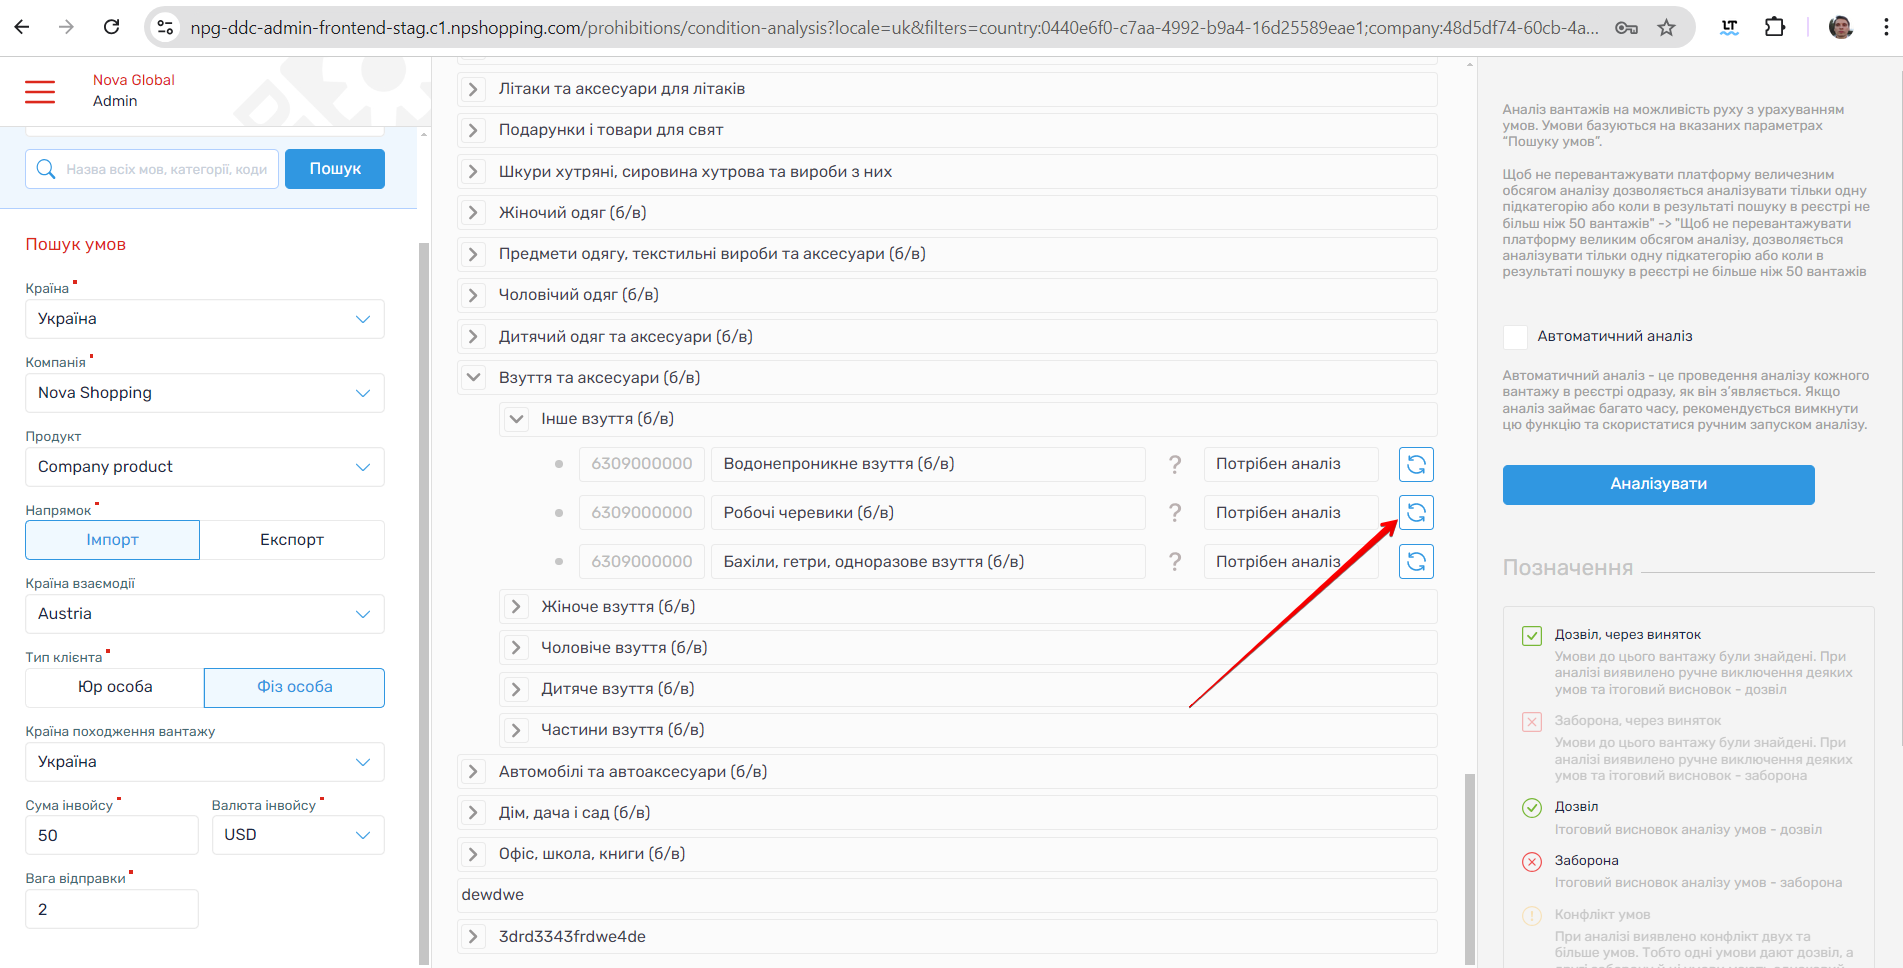 npg-ddc-admin-frontend-stag.c1.npshopping.com/prohibitions/condition-analysis?locale=uk&filters=country:0440e6f0-c7aa-4992-b9a4-16d25589eae1;company:48d5df74-60cb-4a...
LT
Nova Global
Admin
Назва всіх мов, категорії, коди
Пошук
Пошук умов
Країна
Україна
Компанія
Nova Shopping
Продукт
Company product
Напрямок
Імпорт
Експорт
Країна взаємодії
Austria
Тип клієнта
Юр особа
Фіз особа
Країна походження вантажу
Україна
Сума інвойсу
Валюта інвойсу
50
USD
Вага відправки
2
Літаки та аксесуари для літаків
Подарунки і товари для свят
Шкури хутряні, сировина хутрова та вироби з них
Жіночий одяг (б/в)
Предмети одягу, текстильні вироби та аксесуари (б/в)
Чоловічий одяг (б/в)
Дитячий одяг та аксесуари (б/в)
Взуття та аксесуари (б/в)
Інше взуття (б/в)
6309000000 Водонепроникне взуття (б/в) ? Потрібен аналіз
6309000000 Робочі черевики (б/в) ? Потрібен аналіз
6309000000 Бахіли, гетри, одноразове взуття (б/в) ? Потрібен аналіз
Жіноче взуття (б/в)
Чоловіче взуття (б/в)
Дитяче взуття (б/в)
Частини взуття (б/в)
Автомобілі та автоаксесуари (б/в)
Дім, дача і сад (б/в)
Офіс, школа, книги (б/в)
dewdwe
3drd3343frdwe4de
Аналіз вантажів на можливість руху з урахуванням
умов. Умови базуються на вказаних параметрах
“Пошуку умов”.
Щоб не перевантажувати платформу величезним
обсягом аналізу дозволяється аналізувати тільки одну
підкатегорію або коли в результаті пошуку в реєстрі не
більш ніж 50 вантажів" -> "Щоб не перевантажувати
платформу великим обсягом аналізу, дозволяється
аналізувати тільки одну підкатегорію або коли в
результаті пошуку в реєстрі не більше ніж 50 вантажів
Автоматичний аналіз
Автоматичний аналіз - це проведення аналізу кожного
вантажу в реєстрі одразу, як він з’являється. Якщо
аналіз займає багато часу, рекомендується вимкнути
цю функцію та скористатися ручним запуском аналізу.
Аналізувати
Позначення
Дозвіл, через виняток
Умови до цього вантажу були знайдені. При
аналізі виявлено ручне виключення деяких
умов та ітоговий висновок - дозвіл
Заборона, через виняток
Умови до цього вантажу були знайдені. При
аналізі виявлено ручне виключення деяких
умов та ітоговий висновок - заборона
Дозвіл
Ітоговий висновок аналізу умов - дозвіл
Заборона
Ітоговий висновок аналізу умов - заборона
Конфлікт умов
При аналізі виявлено конфлікт двух та
більше умов. Тобто одні умови дают дозвіл, а